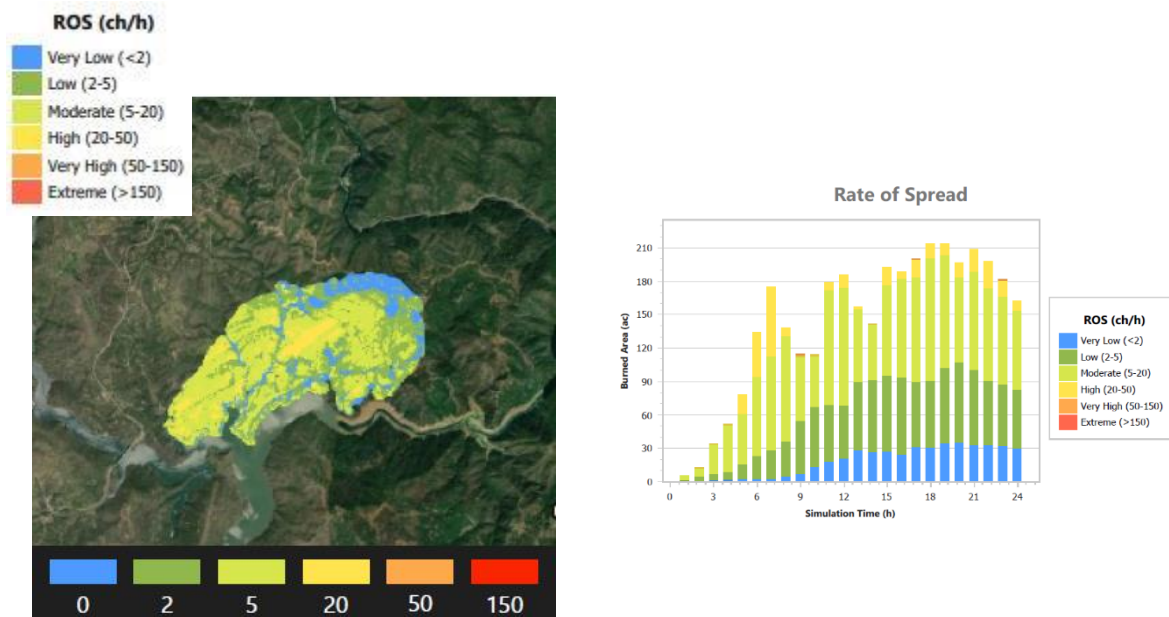 ROS (ch/h)
Very Low (<2)
Low (2-5)
Moderate (5-20)
High (20-50)
Very High (50-150)
Extreme (>150)
0 2 5 20 50 150
Rate of Spread
Burned Area (ac)
210
180
150
120
90
60
30
0
0 3 6 9 12 15 18 21 24
Simulation Time (h)
ROS (ch/h)
Very Low (<2)
Low (2-5)
Moderate (5-20)
High (20-50)
Very High (50-150)
Extreme (>150)